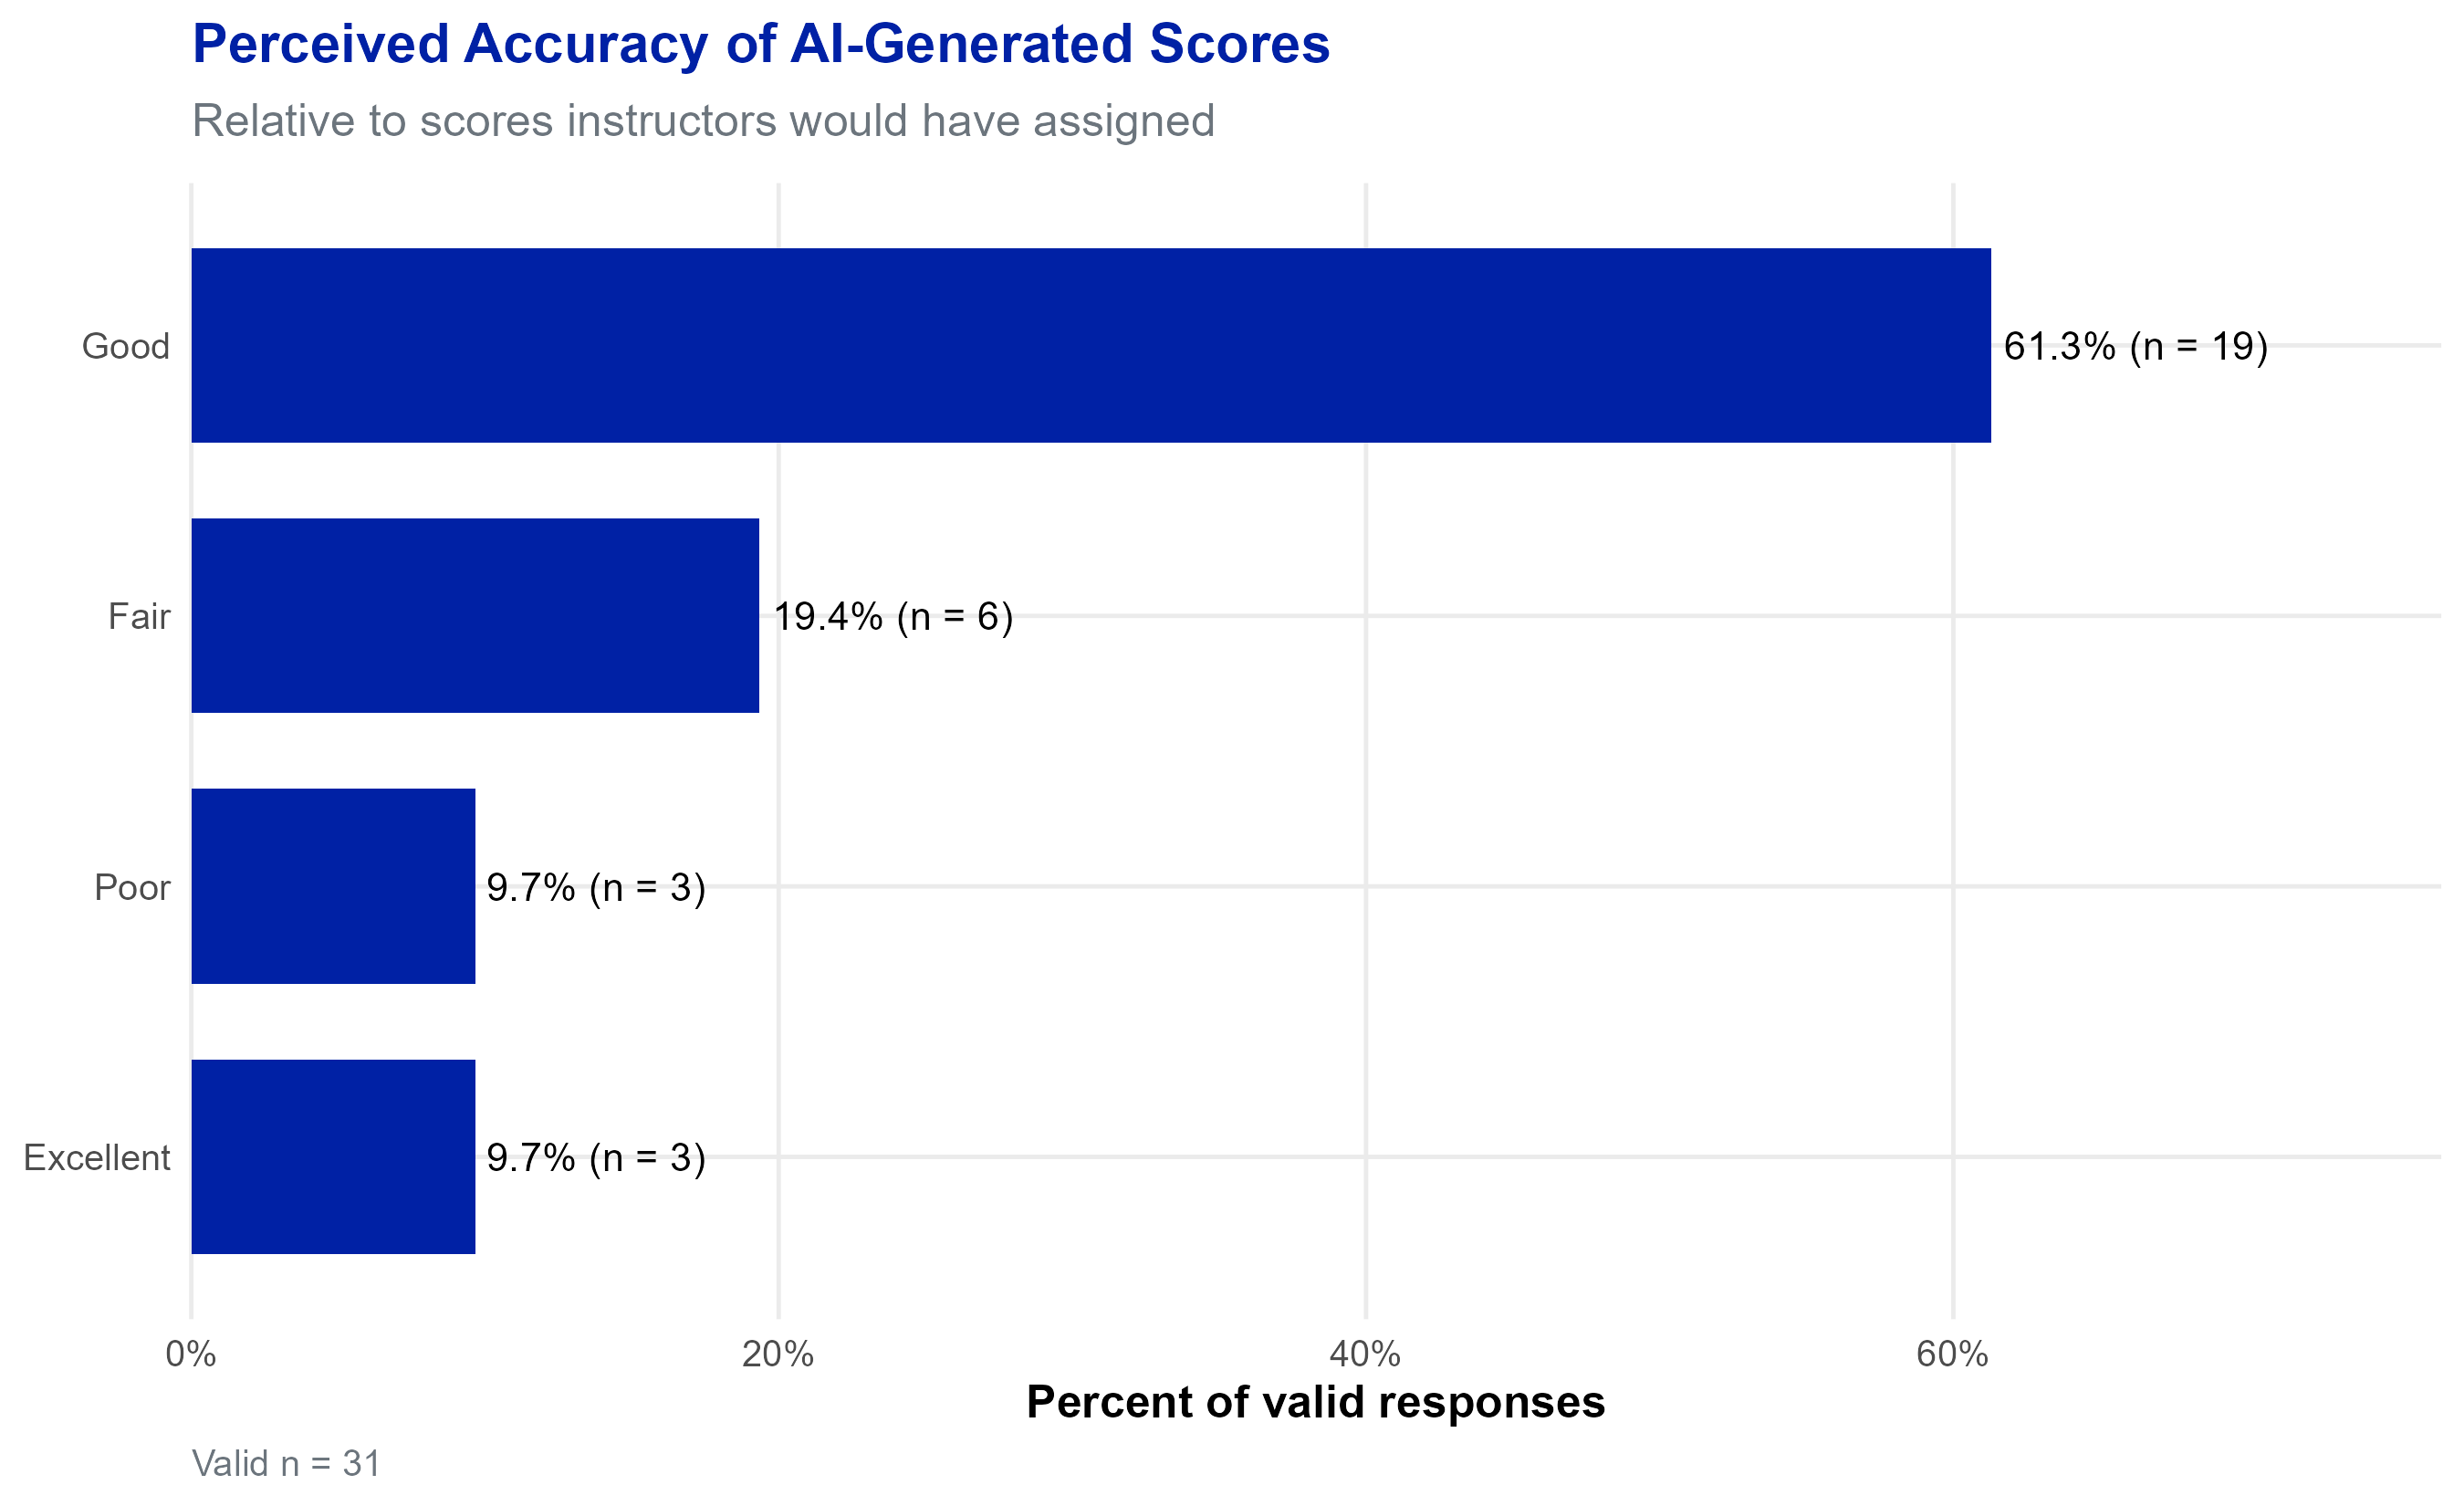 Perceived Accuracy of AI-Generated Scores
Relative to scores instructors would have assigned
Good
61.3% (n = 19)
Fair
19.4% (n = 6)
Poor
9.7% (n = 3)
Excellent
9.7% (n = 3)
0%
20%
40%
60%
Percent of valid responses
Valid n = 31